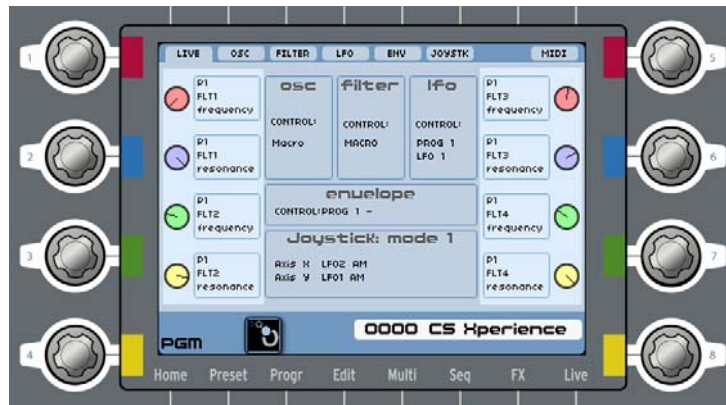 LIVE OSC FILTER LFO ENV JOYSTK MIDI
1
P1
FLT1
frequency
2
P1
FLT1
resonance
3
P1
FLT2
frequency
4
P1
FLT2
resonance
osc
CONTROL:
Macro
filter
CONTROL:
MACRO
lfo
CONTROL:
PROG 1
LFO 1
envelope
CONTROL:PROG 1 -
Joystick: mode 1
Axis X LFO2 AM
Axis Y LFO1 AM
P1
FLT3
frequency
5
P1
FLT3
resonance
6
P1
FLT4
frequency
7
P1
FLT4
resonance
8
PGM
0000 CS Xperience
Home Preset Progr Edit Multi Seq FX Live